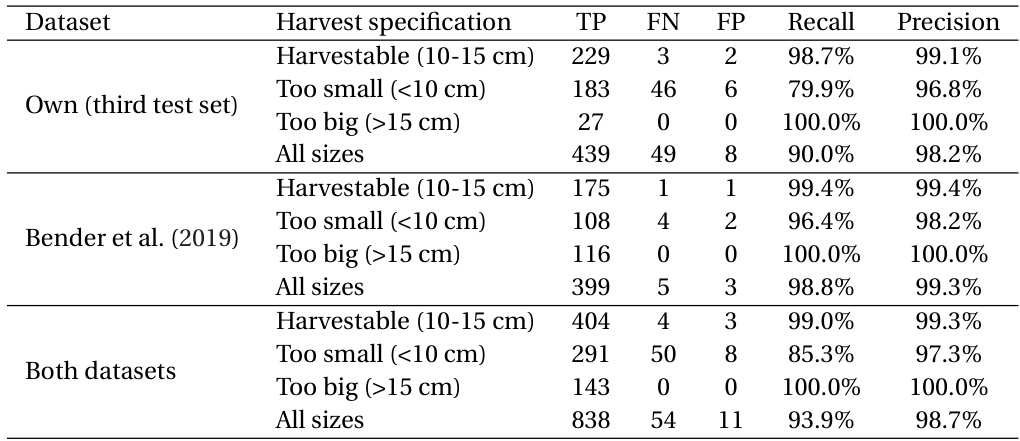 Dataset Harvest specification TP FN FP Recall Precision
Own (third test set)
Harvestable (10-15 cm) 229 3 2 98.7% 99.1%
Too small (<10 cm) 183 46 6 79.9% 96.8%
Too big (>15 cm) 27 0 0 100.0% 100.0%
All sizes 439 49 8 90.0% 98.2%
Bender et al. (2019)
Harvestable (10-15 cm) 175 1 1 99.4% 99.4%
Too small (<10 cm) 108 4 2 96.4% 98.2%
Too big (>15 cm) 116 0 0 100.0% 100.0%
All sizes 399 5 3 98.8% 99.3%
Both datasets
Harvestable (10-15 cm) 404 4 3 99.0% 99.3%
Too small (<10 cm) 291 50 8 85.3% 97.3%
Too big (>15 cm) 143 0 0 100.0% 100.0%
All sizes 838 54 11 93.9% 98.7%